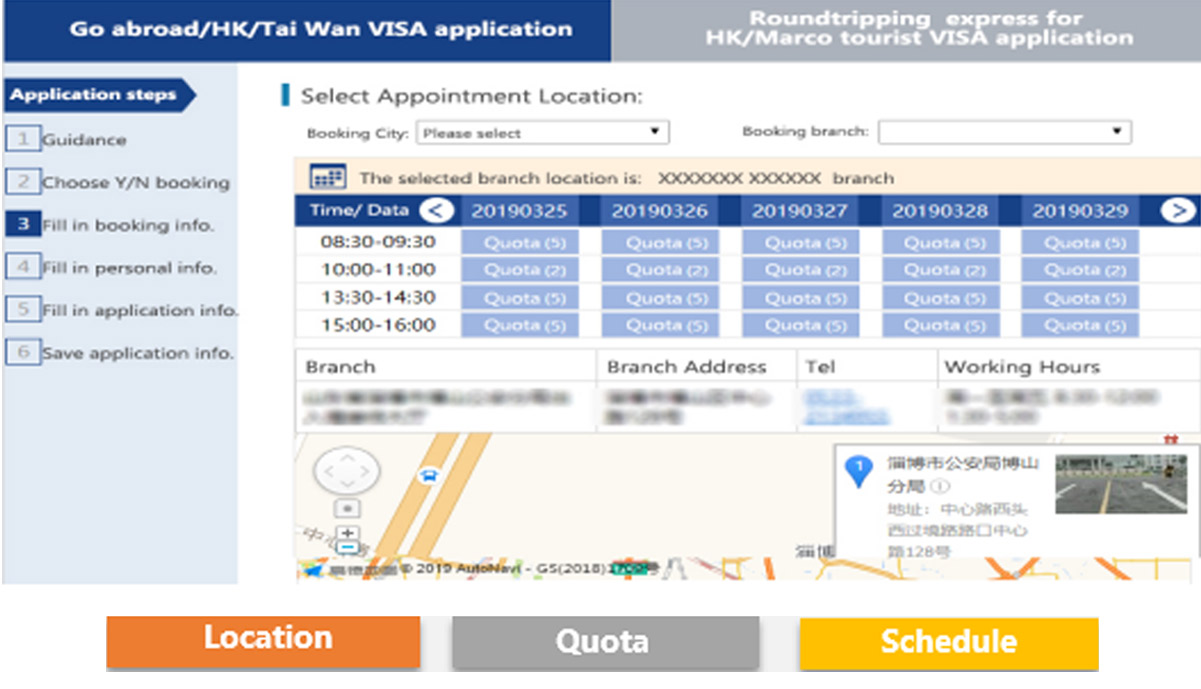 Go abroad/HK/Tai Wan VISA application
Roundtripping express for
HK/Marco tourist VISA application
Application steps
1 Guidance
2 Choose Y/N booking
3 Fill in booking info.
4 Fill in personal info.
5 Fill in application info.
6 Save application info.
Select Appointment Location:
Booking City: Please select
Booking branch:
The selected branch location is: XXXXXXX XXXXXX branch
Time/ Data < 20190325 20190326 20190327 20190328 20190329 >
08:30-09:30 Quota (5) Quota (5) Quota (5) Quota (5) Quota (5)
10:00-11:00 Quota (2) Quota (2) Quota (2) Quota (2) Quota (2)
13:30-14:30 Quota (5) Quota (5) Quota (5) Quota (5) Quota (5)
15:00-16:00 Quota (5) Quota (5) Quota (5) Quota (5) Quota (5)
Branch Branch Address Tel Working Hours
1
淄博市公安局博山
分局
地址：中心路西头
西过境路路口中心
路128号
中心路
淄博
© 2019 AutoNavi - GS(2018)1709号
Location
Quota
Schedule